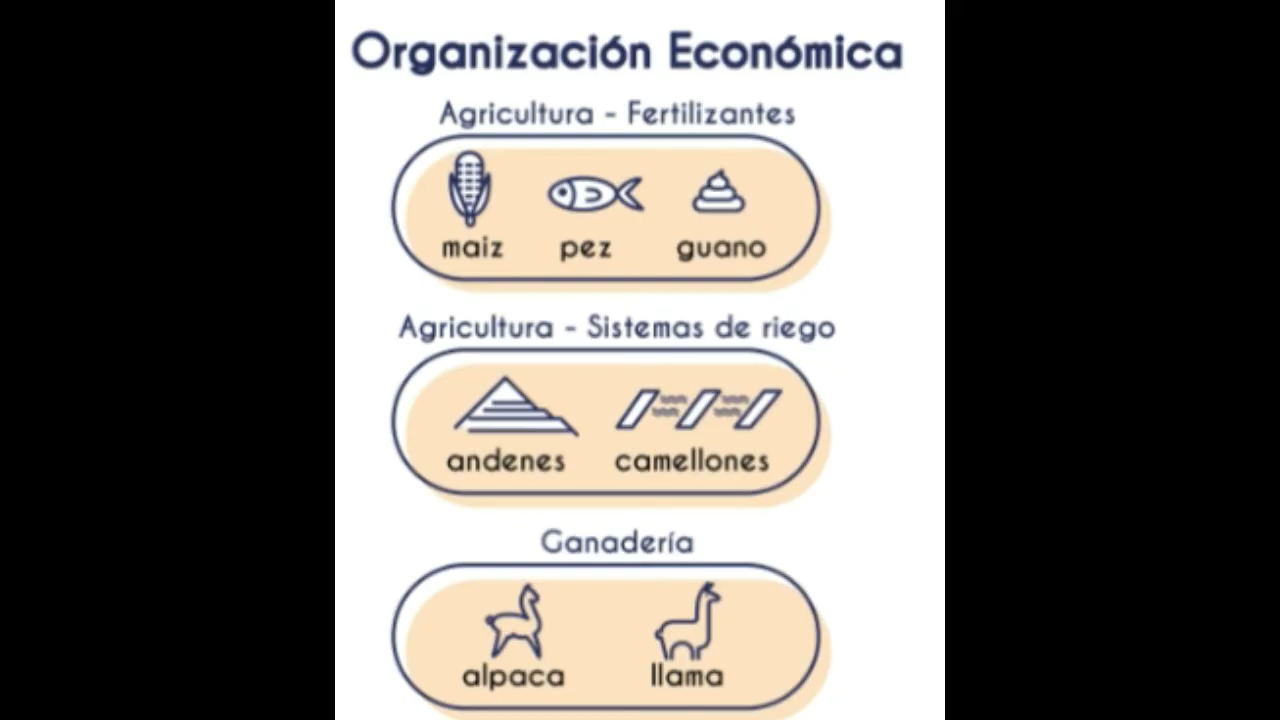 Organización Económica
Agricultura - Fertilizantes
maiz pez guano
Agricultura - Sistemas de riego
andenes camellones
Ganadería
alpaca llama